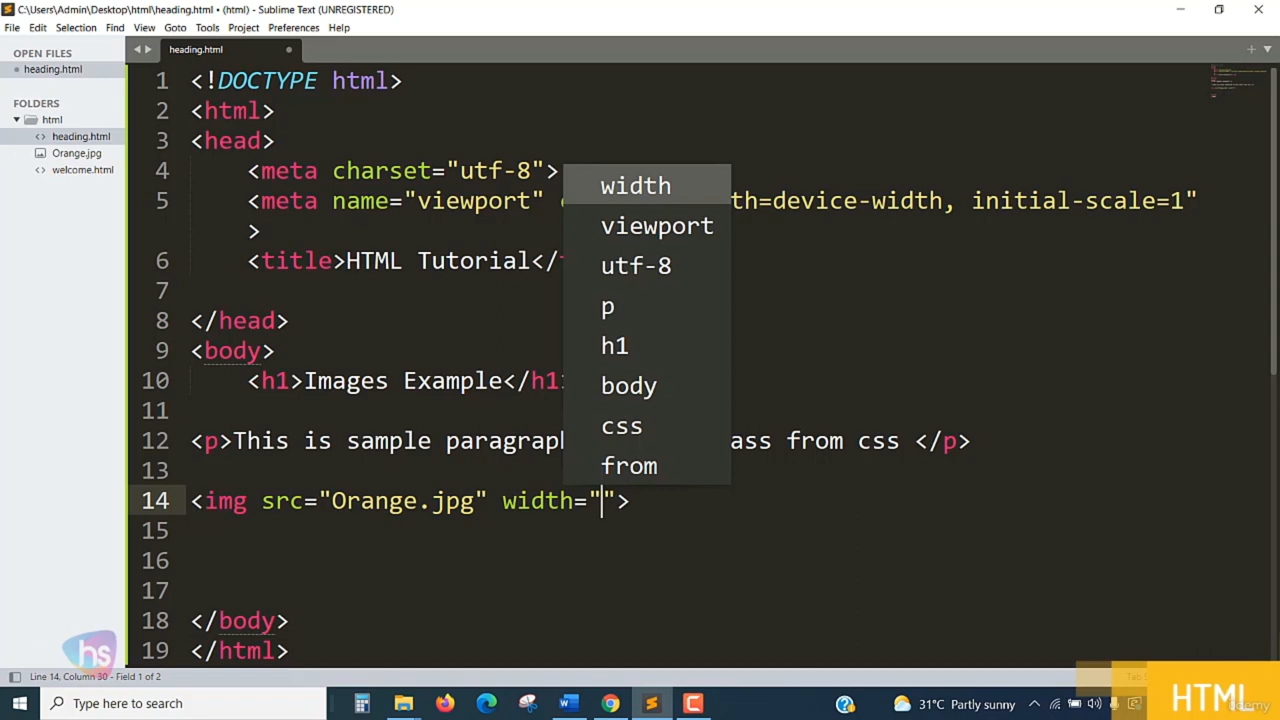 C:\Users\Admin\Desktop\html\heading.html • (html) - Sublime Text (UNREGISTERED)
File Edit Selection Find View Goto Tools Project Preferences Help
OPEN FILES
heading.html
FOLDERS
html
heading.html
Orange.jpg
welcome.html
heading.html
1 <!DOCTYPE html>
2 <html>
3 <head>
4 <meta charset="utf-8">
5 <meta name="viewport" th=device-width, initial-scale=1"
>
6 <title>HTML Tutorial</
7
8 </head>
9 <body>
10 <h1>Images Example</h1
11
12 <p>This is sample paragraph ass from css </p>
13
14 <img src="Orange.jpg" width="">
15
16
17
18 </body>
19 </html>
width
viewport
utf-8
p
h1
body
css
from
hs
Line 14, Column 30 - Field 1 of 2
Type here to search
31°C Partly sunny
HTML
Udemy